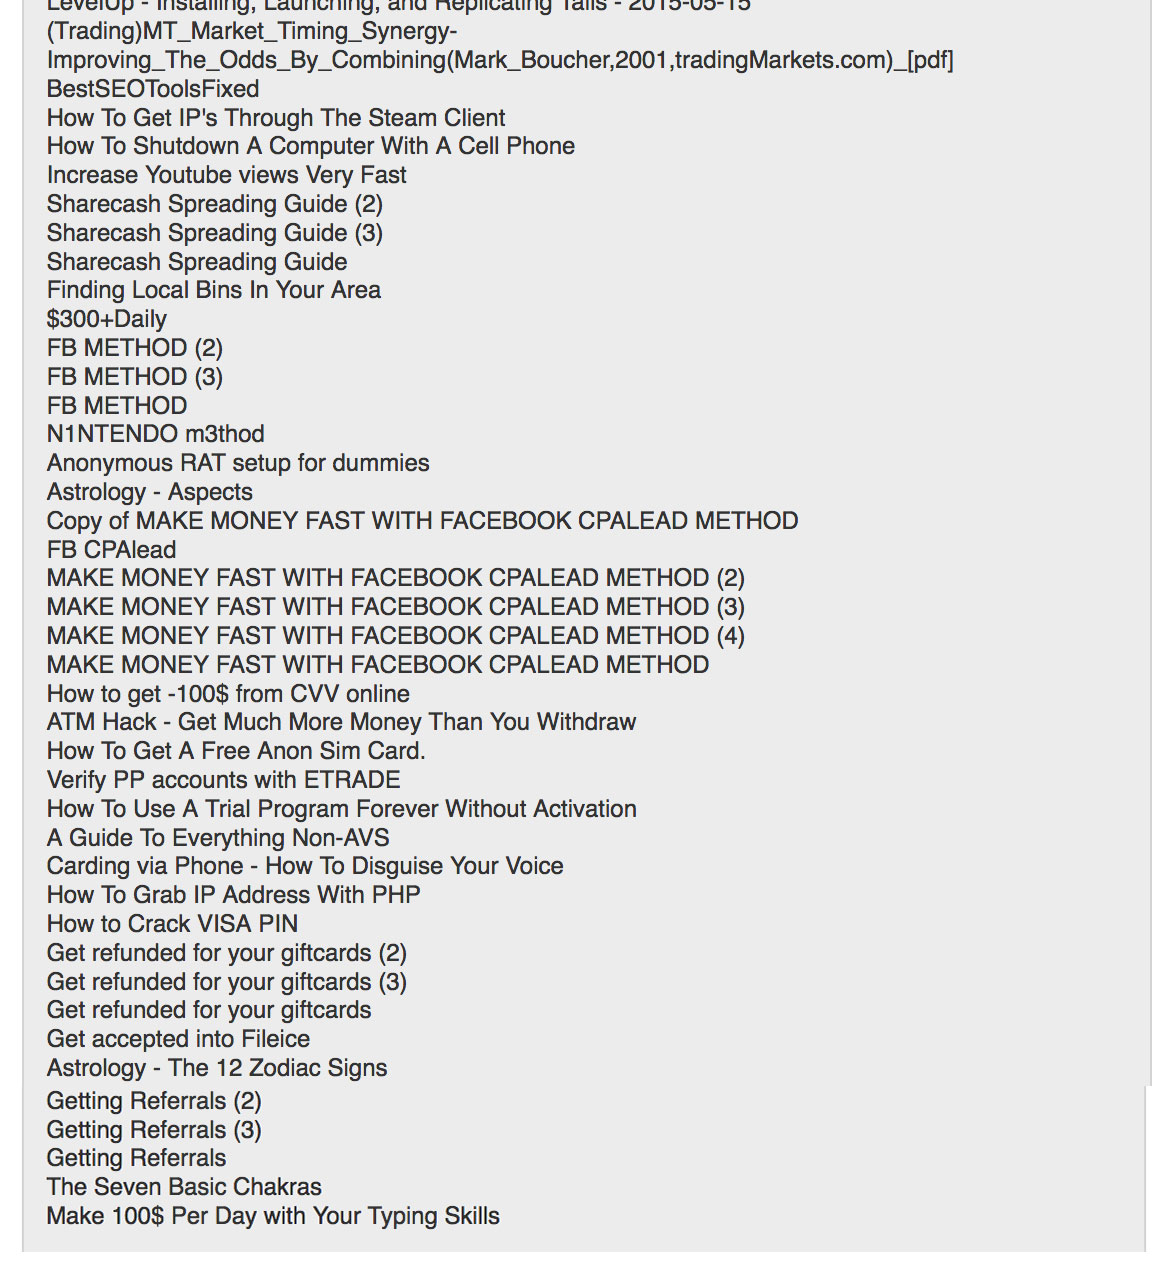 LevelUp - Installing, Launching, and Replicating Tails - 2015-05-15
(Trading)MT_Market_Timing_Synergy-
Improving_The_Odds_By_Combining(Mark_Boucher,2001,tradingMarkets.com)_[pdf]
BestSEOToolsFixed
How To Get IP's Through The Steam Client
How To Shutdown A Computer With A Cell Phone
Increase Youtube views Very Fast
Sharecash Spreading Guide (2)
Sharecash Spreading Guide (3)
Sharecash Spreading Guide
Finding Local Bins In Your Area
$300+Daily
FB METHOD (2)
FB METHOD (3)
FB METHOD
N1NTENDO m3thod
Anonymous RAT setup for dummies
Astrology - Aspects
Copy of MAKE MONEY FAST WITH FACEBOOK CPALEAD METHOD
FB CPAlead
MAKE MONEY FAST WITH FACEBOOK CPALEAD METHOD (2)
MAKE MONEY FAST WITH FACEBOOK CPALEAD METHOD (3)
MAKE MONEY FAST WITH FACEBOOK CPALEAD METHOD (4)
MAKE MONEY FAST WITH FACEBOOK CPALEAD METHOD
How to get -100$ from CVV online
ATM Hack - Get Much More Money Than You Withdraw
How To Get A Free Anon Sim Card.
Verify PP accounts with ETRADE
How To Use A Trial Program Forever Without Activation
A Guide To Everything Non-AVS
Carding via Phone - How To Disguise Your Voice
How To Grab IP Address With PHP
How to Crack VISA PIN
Get refunded for your giftcards (2)
Get refunded for your giftcards (3)
Get refunded for your giftcards
Get accepted into Fileice
Astrology - The 12 Zodiac Signs
Getting Referrals (2)
Getting Referrals (3)
Getting Referrals
The Seven Basic Chakras
Make 100$ Per Day with Your Typing Skills